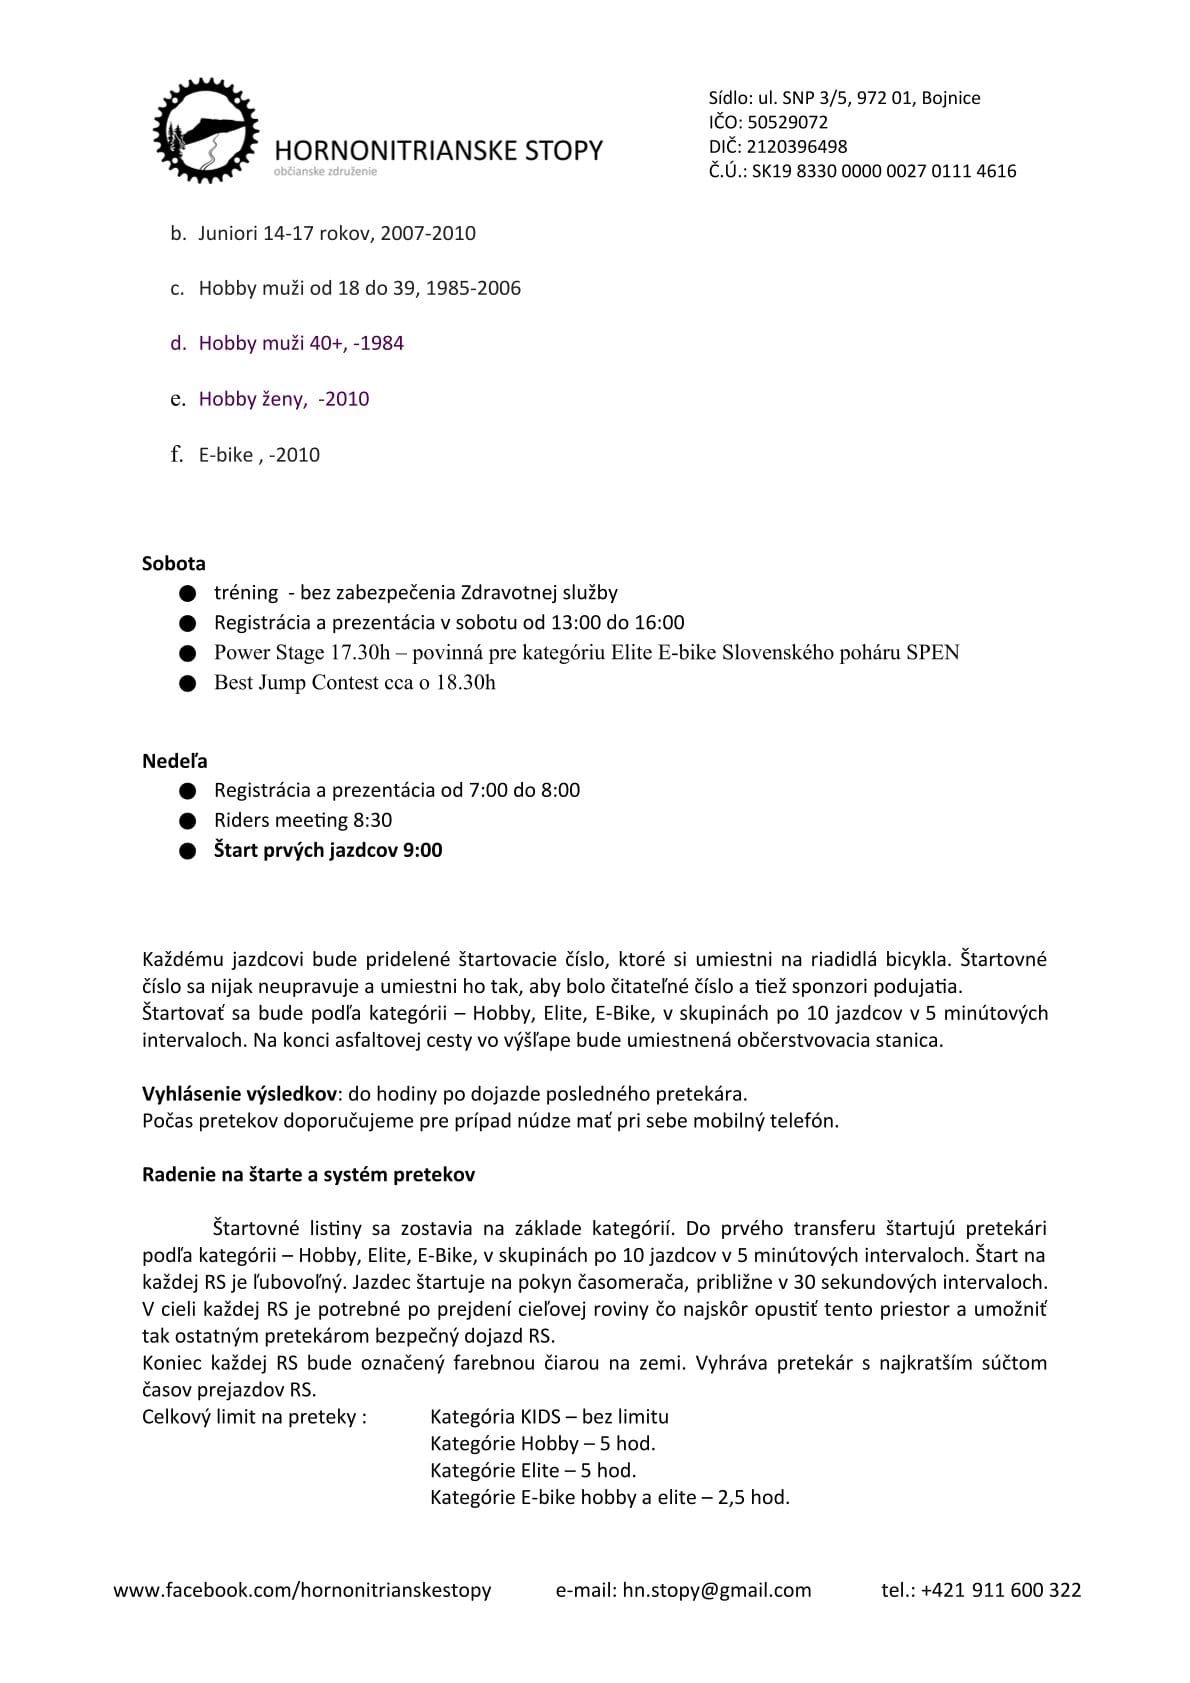 HORNONITRIANSKE STOPY
občianske združenie
Sídlo: ul. SNP 3/5, 972 01, Bojnice
IČO: 50529072
DIČ: 2120396498
Č.Ú.: SK19 8330 0000 0027 0111 4616
b. Juniori 14-17 rokov, 2007-2010
c. Hobby muži od 18 do 39, 1985-2006
d. Hobby muži 40+, -1984
e. Hobby ženy, -2010
f. E-bike , -2010
Sobota
● tréning - bez zabezpečenia Zdravotnej služby
● Registrácia a prezentácia v sobotu od 13:00 do 16:00
● Power Stage 17.30h – povinná pre kategóriu Elite E-bike Slovenského poháru SPEN
● Best Jump Contest cca o 18.30h
Nedeľa
● Registrácia a prezentácia od 7:00 do 8:00
● Riders meeting 8:30
● Štart prvých jazdcov 9:00
Každému jazdcovi bude pridelené štartovacie číslo, ktoré si umiestni na riadidlá bicykla. Štartovné
číslo sa nijak neupravuje a umiestni ho tak, aby bolo čitateľné číslo a tiež sponzori podujatia.
Štartovať sa bude podľa kategórii – Hobby, Elite, E-Bike, v skupinách po 10 jazdcov v 5 minútových
intervaloch. Na konci asfaltovej cesty vo výšľape bude umiestnená občerstvovacia stanica.
Vyhlásenie výsledkov: do hodiny po dojazde posledného pretekára.
Počas pretekov doporučujeme pre prípad núdze mať pri sebe mobilný telefón.
Radenie na štarte a systém pretekov
Štartovné listiny sa zostavia na základe kategórií. Do prvého transferu štartujú pretekári
podľa kategórii – Hobby, Elite, E-Bike, v skupinách po 10 jazdcov v 5 minútových intervaloch. Štart na
každej RS je ľubovoľný. Jazdec štartuje na pokyn časomerača, približne v 30 sekundových intervaloch.
V cieli každej RS je potrebné po prejdení cieľovej roviny čo najskôr opustiť tento priestor a umožniť
tak ostatným pretekárom bezpečný dojazd RS.
Koniec každej RS bude označený farebnou čiarou na zemi. Vyhráva pretekár s najkratším súčtom
časov prejazdov RS.
Celkový limit na preteky : Kategória KIDS – bez limitu
Kategórie Hobby – 5 hod.
Kategórie Elite – 5 hod.
Kategórie E-bike hobby a elite – 2,5 hod.
www.facebook.com/hornonitrianskestopy e-mail: hn.stopy@gmail.com tel.: +421 911 600 322